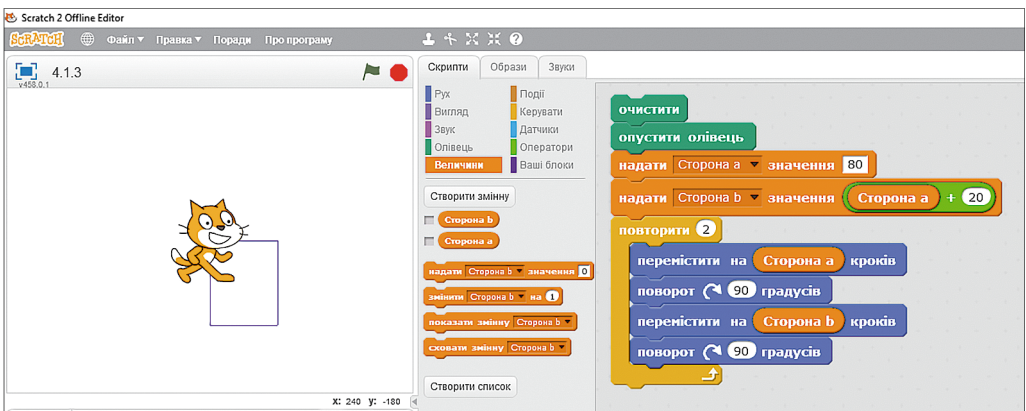 Scratch 2 Offline Editor
SCRATCH Файл Правка Поради Про програму
4.1.3
v458.0.1
x: 240 y: -180
Скрипти Образи Звуки
Рух Події
Вигляд Керувати
Звук Датчики
Олівець Оператори
Величини Ваші блоки
Створити змінну
Сторона b
Сторона a
надати Сторона b значення 0
змінити Сторона b на 1
показати змінну Сторона b
сховати змінну Сторона b
Створити список
очистити
опустити олівець
надати Сторона a значення 80
надати Сторона b значення Сторона a + 20
повторити 2
перемістити на Сторона a кроків
поворот 90 градусів
перемістити на Сторона b кроків
поворот 90 градусів